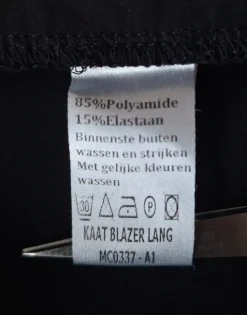 85%Polyamide
15%Elastaan
Binnenste buiten
wassen en strijken
Met gelijke kleuren
wassen
30 P
KAAT BLAZER LANG
MC0337 - A1